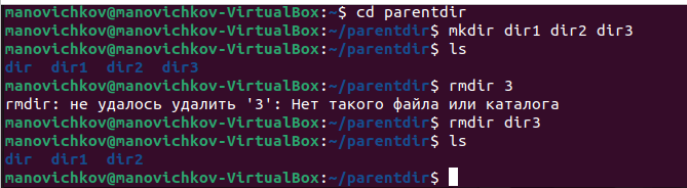 manovichkov@manovichkov-VirtualBox:~$ cd parentdir
manovichkov@manovichkov-VirtualBox:~/parentdir$ mkdir dir1 dir2 dir3
manovichkov@manovichkov-VirtualBox:~/parentdir$ ls
dir  dir1  dir2  dir3
manovichkov@manovichkov-VirtualBox:~/parentdir$ rmdir 3
rmdir: не удалось удалить '3': Нет такого файла или каталога
manovichkov@manovichkov-VirtualBox:~/parentdir$ rmdir dir3
manovichkov@manovichkov-VirtualBox:~/parentdir$ ls
dir  dir1  dir2
manovichkov@manovichkov-VirtualBox:~/parentdir$